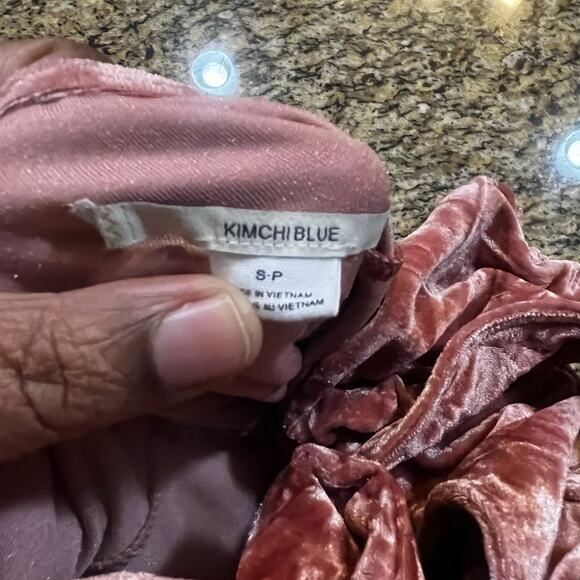 KIMCHI BLUE
S·P
IN VIETNAM
AU VIETNAM